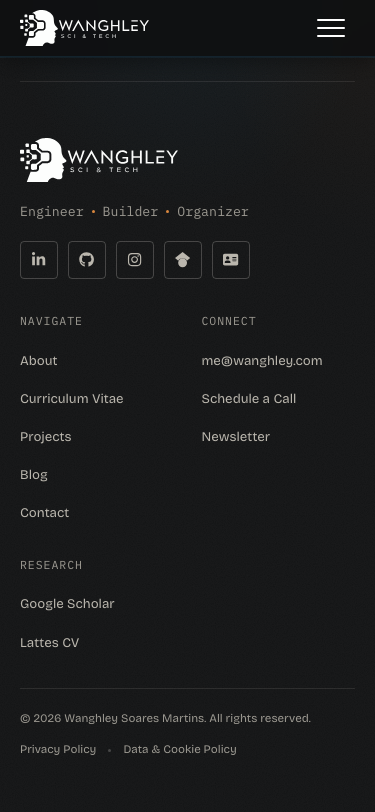 WANGHLEY
SCI & TECH
WANGHLEY
SCI & TECH
Engineer • Builder • Organizer
NAVIGATE
About
Curriculum Vitae
Projects
Blog
Contact
CONNECT
me@wanghley.com
Schedule a Call
Newsletter
RESEARCH
Google Scholar
Lattes CV
© 2026 Wanghley Soares Martins. All rights reserved.
Privacy Policy • Data & Cookie Policy